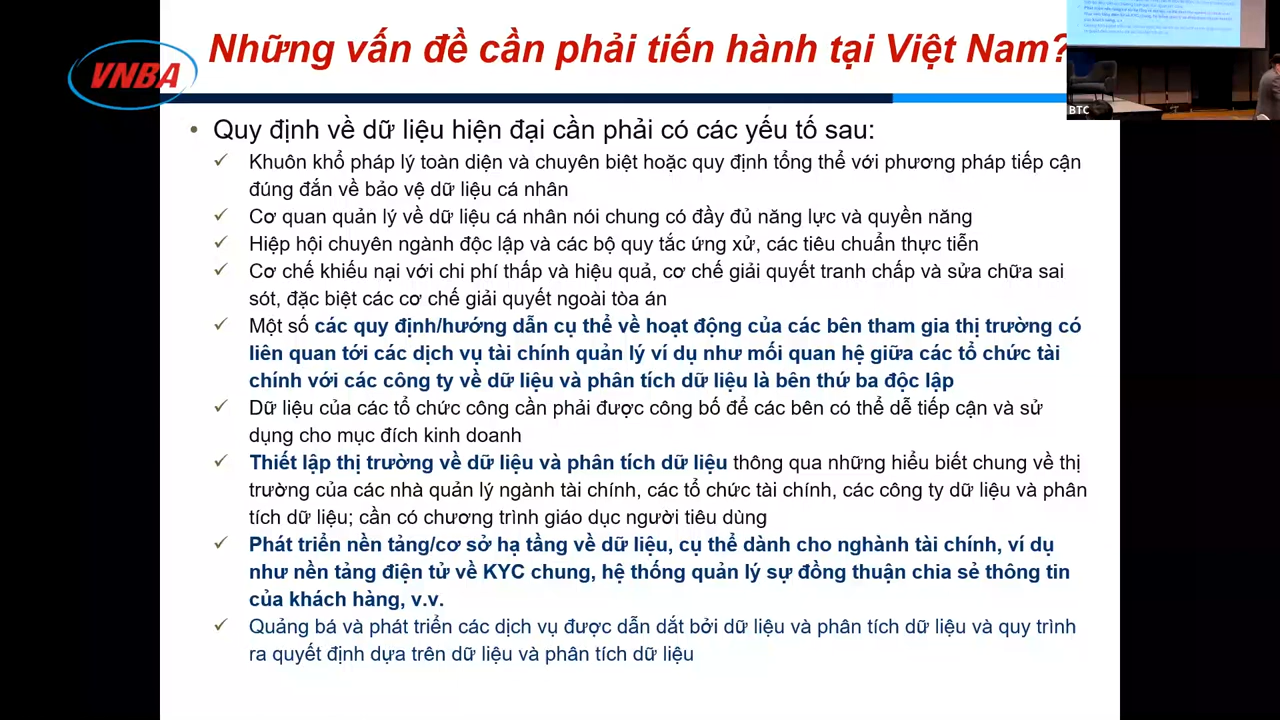 Những vấn đề cần phải tiến hành tại Việt Nam?
VNBA
BTC
• Quy định về dữ liệu hiện đại cần phải có các yếu tố sau:
✓ Khuôn khổ pháp lý toàn diện và chuyên biệt hoặc quy định tổng thể với phương pháp tiếp cận
đúng đắn về bảo vệ dữ liệu cá nhân
✓ Cơ quan quản lý về dữ liệu cá nhân nói chung có đầy đủ năng lực và quyền năng
✓ Hiệp hội chuyên ngành độc lập và các bộ quy tắc ứng xử, các tiêu chuẩn thực tiễn
✓ Cơ chế khiếu nại với chi phí thấp và hiệu quả, cơ chế giải quyết tranh chấp và sửa chữa sai
sót, đặc biệt các cơ chế giải quyết ngoài tòa án
✓ Một số các quy định/hướng dẫn cụ thể về hoạt động của các bên tham gia thị trường có
liên quan tới các dịch vụ tài chính quản lý ví dụ như mối quan hệ giữa các tổ chức tài
chính với các công ty về dữ liệu và phân tích dữ liệu là bên thứ ba độc lập
✓ Dữ liệu của các tổ chức công cần phải được công bố để các bên có thể dễ tiếp cận và sử
dụng cho mục đích kinh doanh
✓ Thiết lập thị trường về dữ liệu và phân tích dữ liệu thông qua những hiểu biết chung về thị
trường của các nhà quản lý ngành tài chính, các tổ chức tài chính, các công ty dữ liệu và phân
tích dữ liệu; cần có chương trình giáo dục người tiêu dùng
✓ Phát triển nền tảng/cơ sở hạ tầng về dữ liệu, cụ thể dành cho nghành tài chính, ví dụ
như nền tảng điện tử về KYC chung, hệ thống quản lý sự đồng thuận chia sẻ thông tin
của khách hàng, v.v.
✓ Quảng bá và phát triển các dịch vụ được dẫn dắt bởi dữ liệu và phân tích dữ liệu và quy trình
ra quyết định dựa trên dữ liệu và phân tích dữ liệu